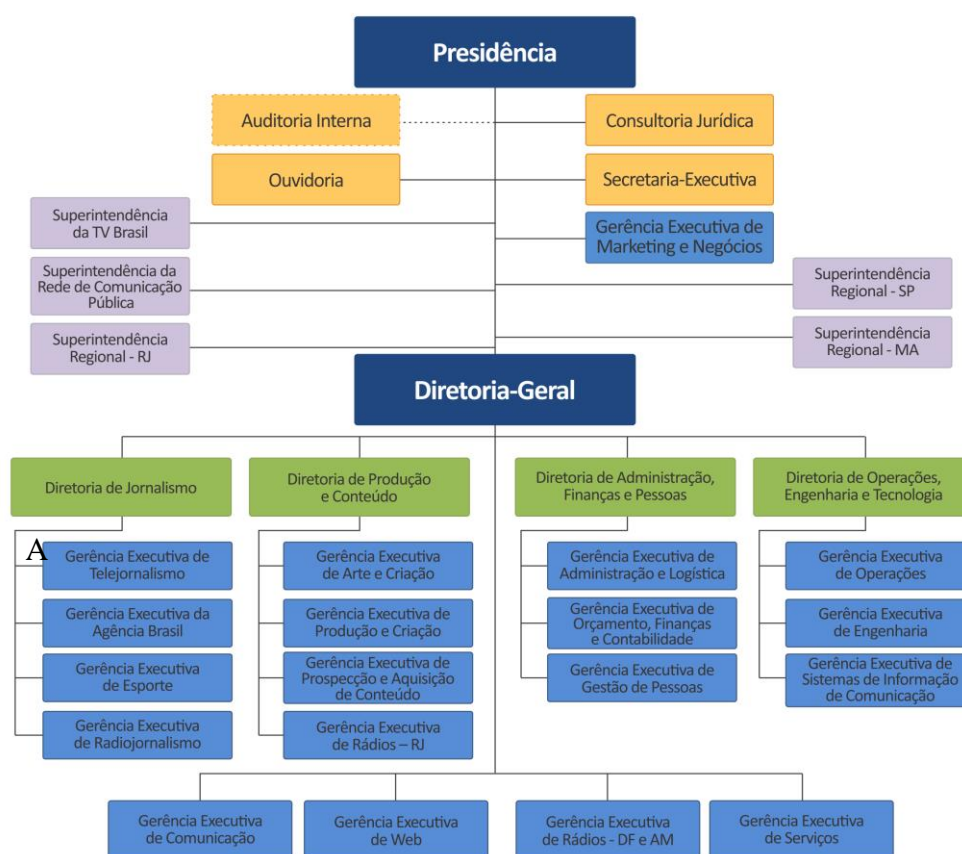 Presidência
Auditoria Interna
Consultoria Jurídica
Ouvidoria
Secretaria-Executiva
Superintendência
da TV Brasil
Gerência Executiva de
Marketing e Negócios
Superintendência da
Rede de Comunicação
Pública
Superintendência
Regional - SP
Superintendência
Regional - RJ
Superintendência
Regional - MA
Diretoria-Geral
Diretoria de Jornalismo
Diretoria de Produção
e Conteúdo
Diretoria de Administração,
Finanças e Pessoas
Diretoria de Operações,
Engenharia e Tecnologia
A
Gerência Executiva de
Telejornalismo
Gerência Executiva da
Agência Brasil
Gerência Executiva
de Esporte
Gerência Executiva
de Radiojornalismo
Gerência Executiva
de Arte e Criação
Gerência Executiva de
Produção e Criação
Gerência Executiva de
Prospecção e Aquisição
de Conteúdo
Gerência Executiva
de Rádios – RJ
Gerência Executiva de
Administração e Logística
Gerência Executiva de
Orçamento, Finanças
e Contabilidade
Gerência Executiva de
Gestão de Pessoas
Gerência Executiva
de Operações
Gerência Executiva
de Engenharia
Gerência Executiva de
Sistemas de Informação
de Comunicação
Gerência Executiva
de Comunicação
Gerência Executiva
de Web
Gerência Executiva
de Rádios - DF e AM
Gerência Executiva
de Serviços